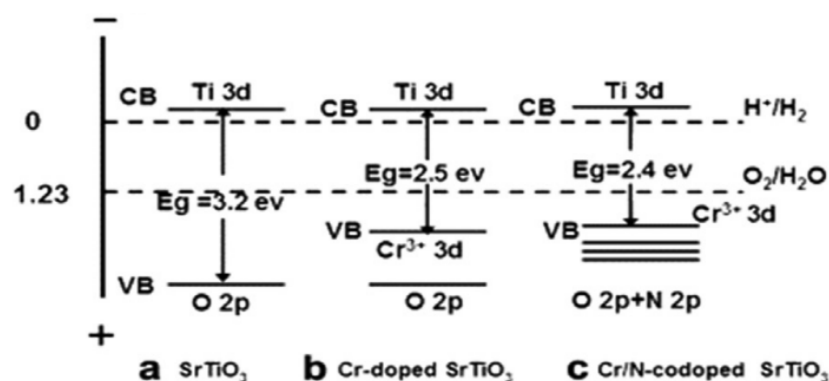 −
CB Ti 3d CB Ti 3d CB Ti 3d H⁺/H₂
0
Eg=2.5 ev Eg=2.4 ev O₂/H₂O
1.23 Eg =3.2 ev
VB Cr³⁺ 3d VB Cr³⁺ 3d
VB O 2p O 2p O 2p+N 2p
+
a SrTiO₃ b Cr-doped SrTiO₃ c Cr/N-codoped SrTiO₃